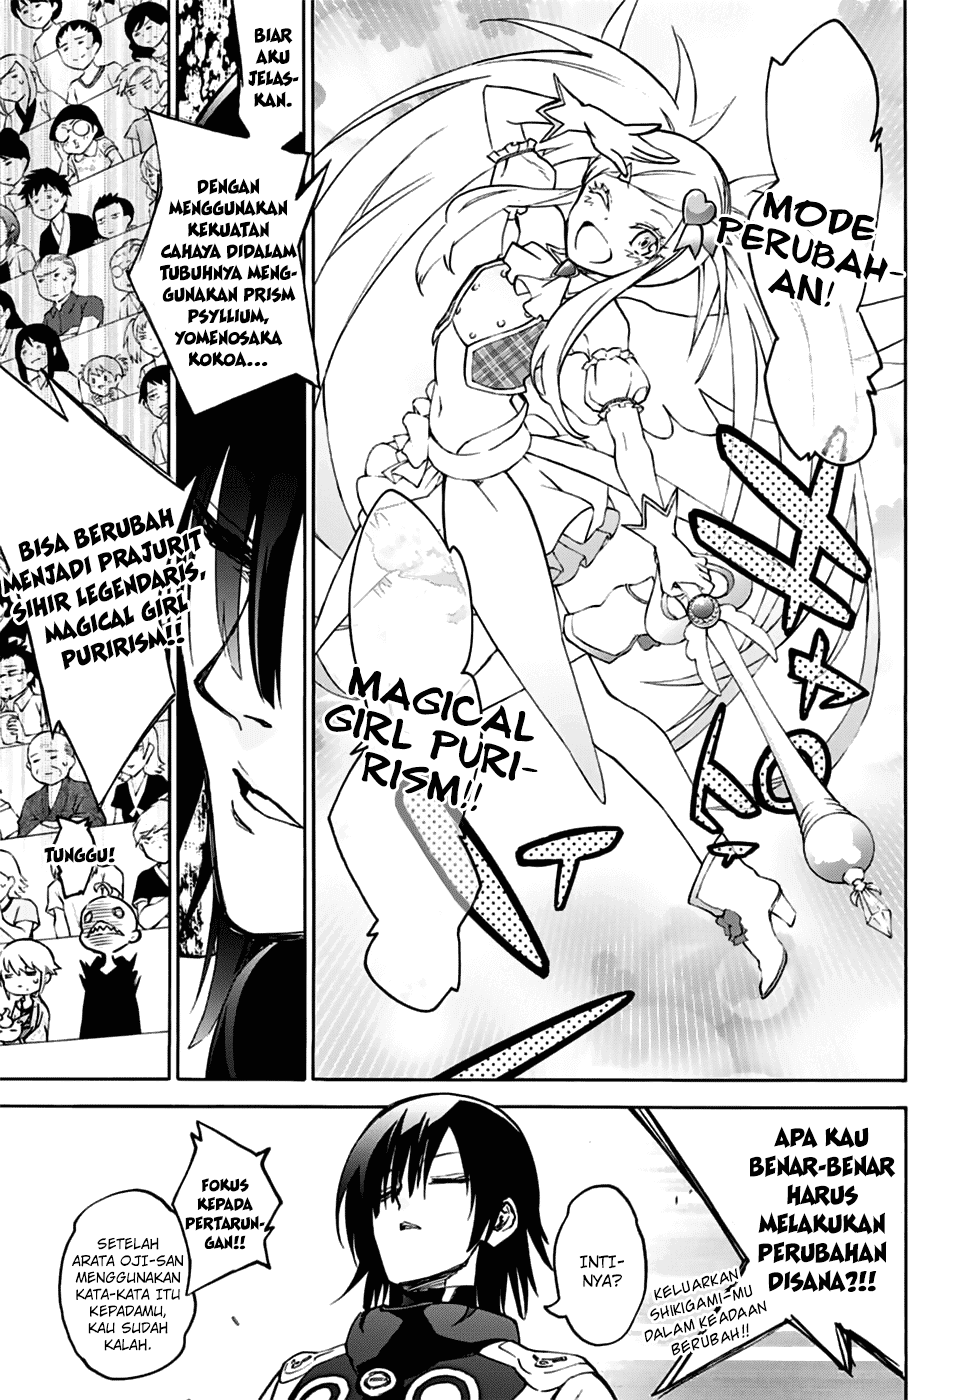 MODE
PERUBAH-
AN!
MAGICAL
GIRL PURI-
RISM!!
BIAR
AKU
JELAS-
KAN.
DENGAN
MENGGUNAKAN
KEKUATAN
CAHAYA DIDALAM
TUBUHNYA MENG-
GUNAKAN PRISM
PSYLLIUM,
YOMENOSAKA
KOKOA...
BISA BERUBAH
MENJADI PRAJURIT
SIHIR LEGENDARIS,
MAGICAL GIRL
PURIRISM!!
TUNGGU!
APA KAU
BENAR-BENAR
HARUS
MELAKUKAN
PERUBAHAN
DISANA?!!
KELUARKAN
SHIKIGAMI-MU
DALAM KEADAAN
BERUBAH!!
INTI-
NYA?
FOKUS
KEPADA
PERTARUN-
GAN!!
SETELAH
ARATA OJI-SAN
MENGGUNAKAN
KATA-KATA ITU
KEPADAMU,
KAU SUDAH
KALAH.